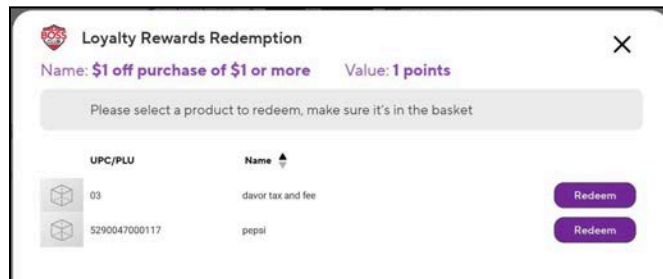 BOSS
Loyalty Rewards Redemption
Name: $1 off purchase of $1 or more Value: 1 points
Please select a product to redeem, make sure it's in the basket
UPC/PLU Name
03 davor tax and fee Redeem
5290047000117 pepsi Redeem